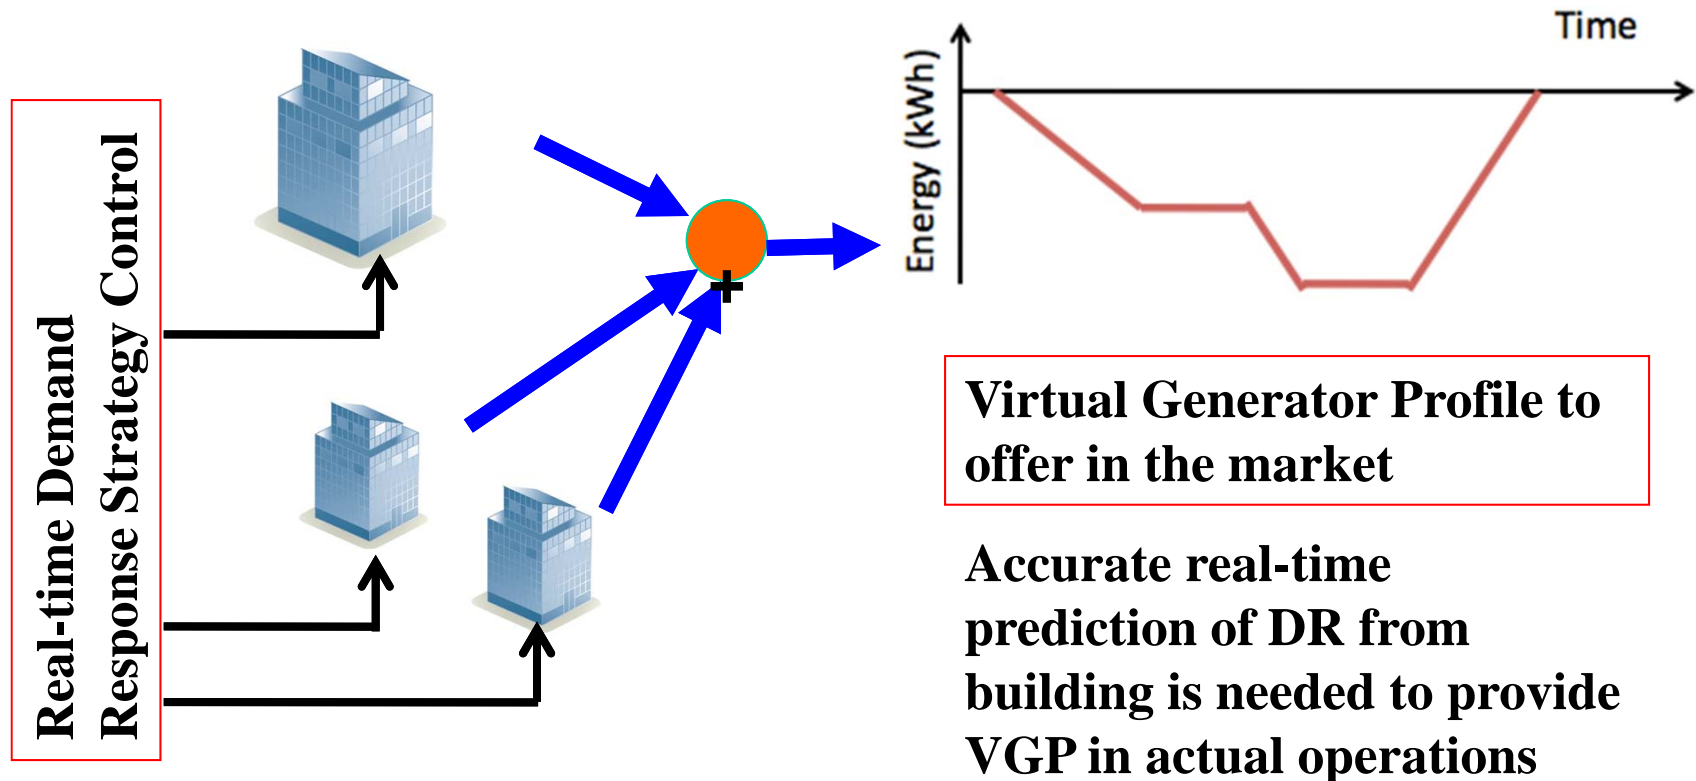 Real-time Demand
Response Strategy Control
+
Time
Energy (kWh)
Virtual Generator Profile to
offer in the market
Accurate real-time
prediction of DR from
building is needed to provide
VGP in actual operations